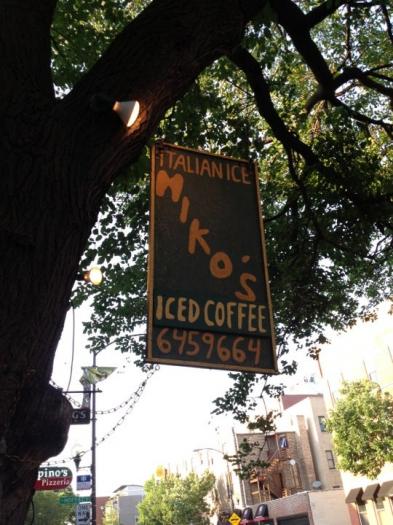 ITALIAN ICE
MIKO'S
ICED COFFEE
6459664
G'S
pino's
Pizzeria